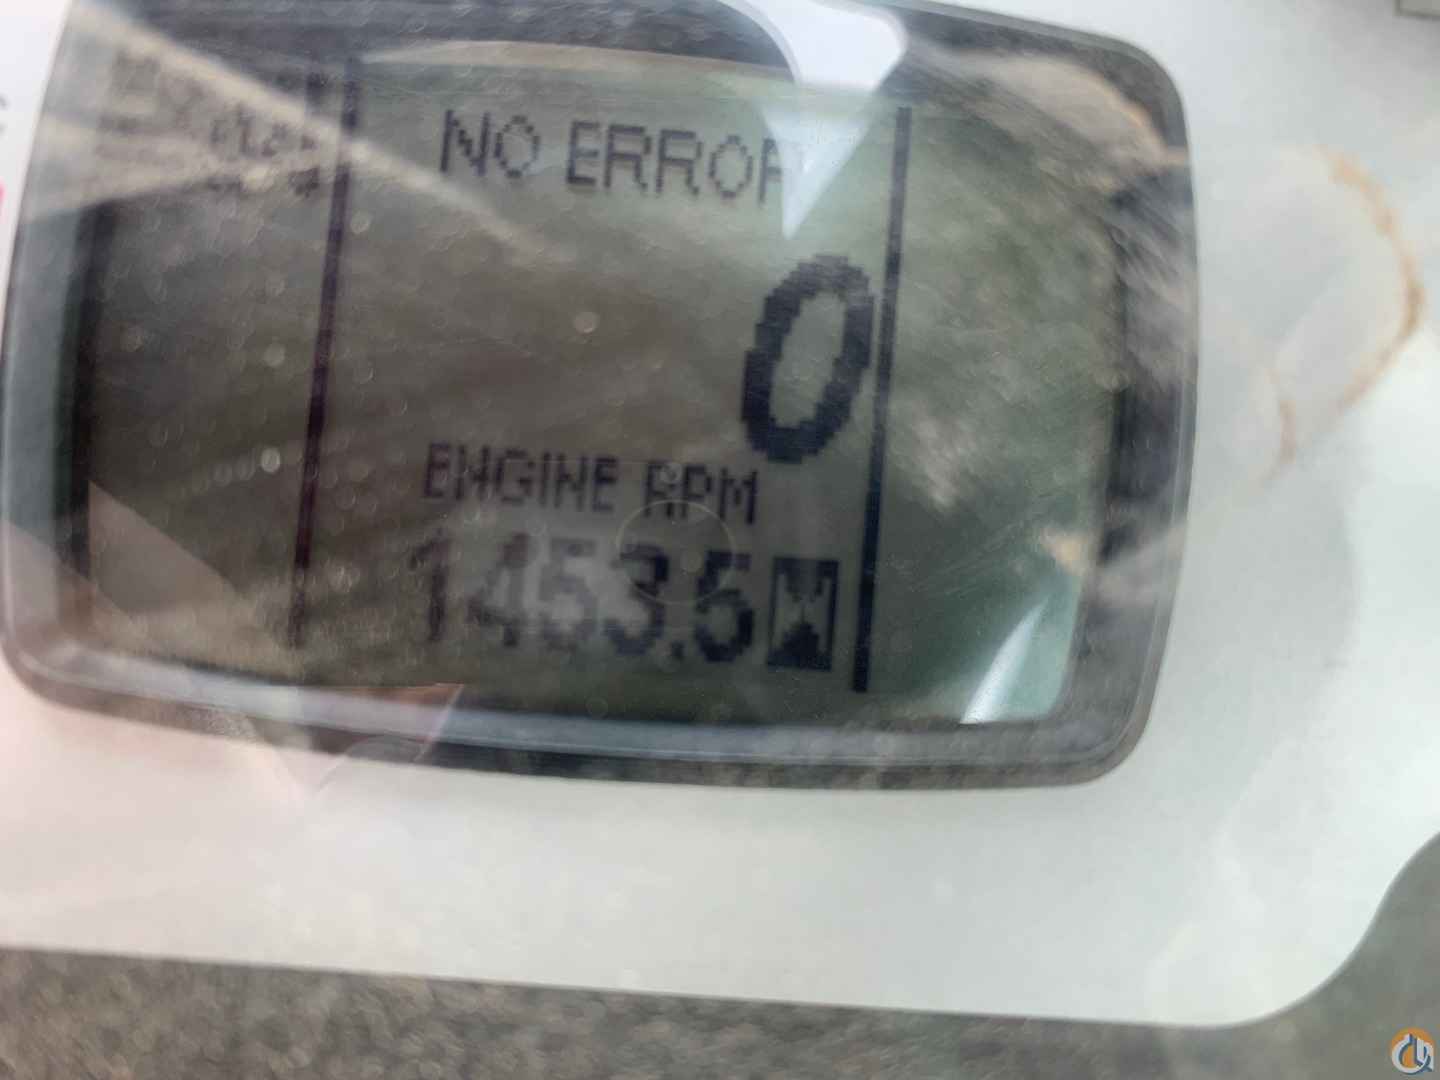 NO ERROR
0
ENGINE RPM
1453.5